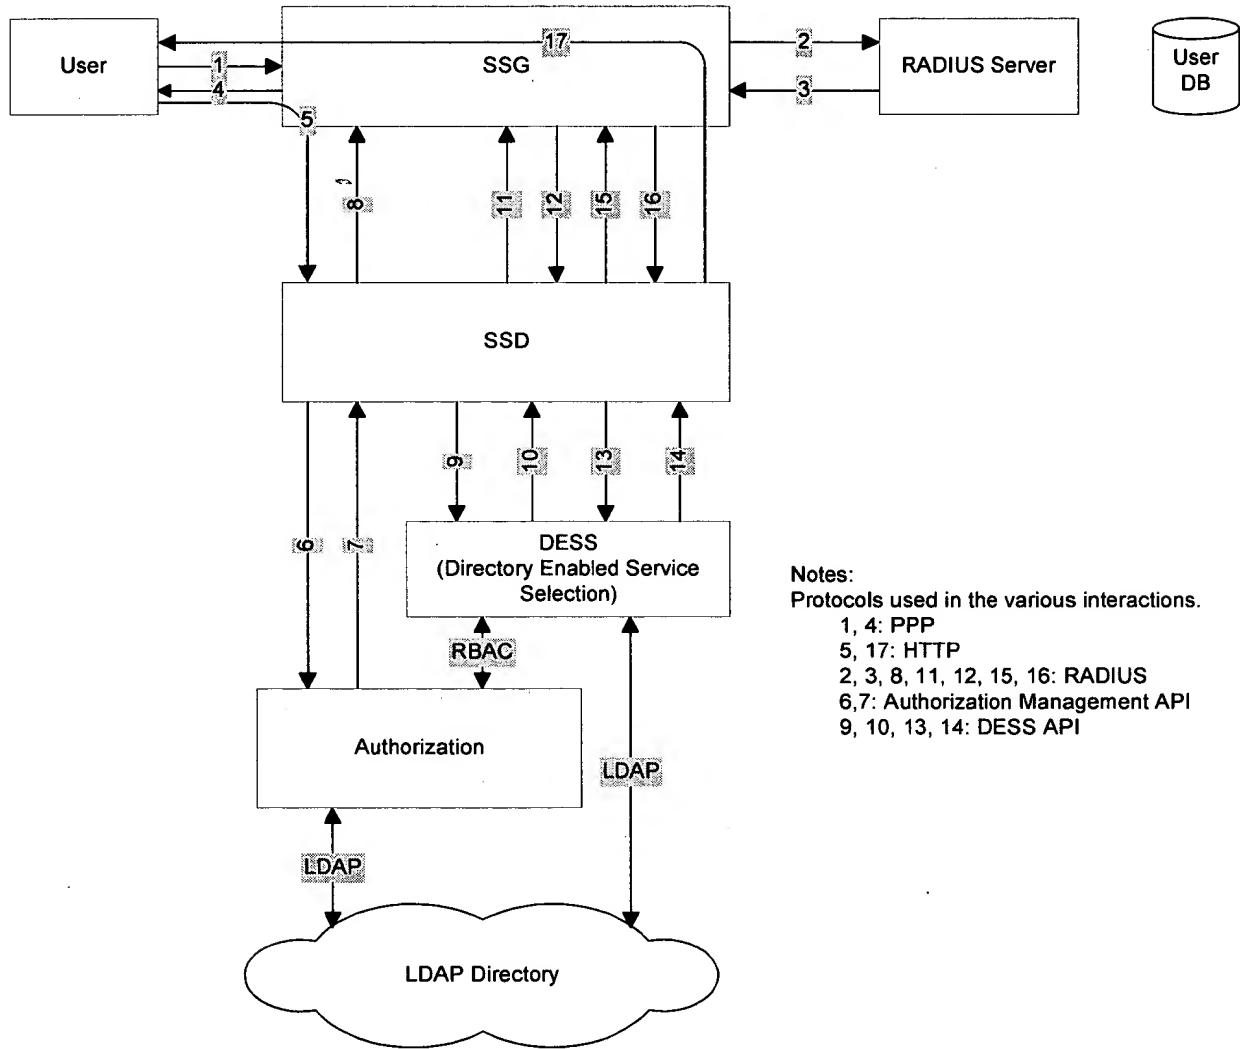 17
2
User
1
SSG
RADIUS Server
User
DB
4
3
5
8
11
12
15
16
SSD
9
10
13
14
6
7
DESS
(Directory Enabled Service
Selection)
Notes:
Protocols used in the various interactions.
1, 4: PPP
5, 17: HTTP
2, 3, 8, 11, 12, 15, 16: RADIUS
6,7: Authorization Management API
9, 10, 13, 14: DESS API
RBAC
Authorization
LDAP
LDAP
LDAP Directory